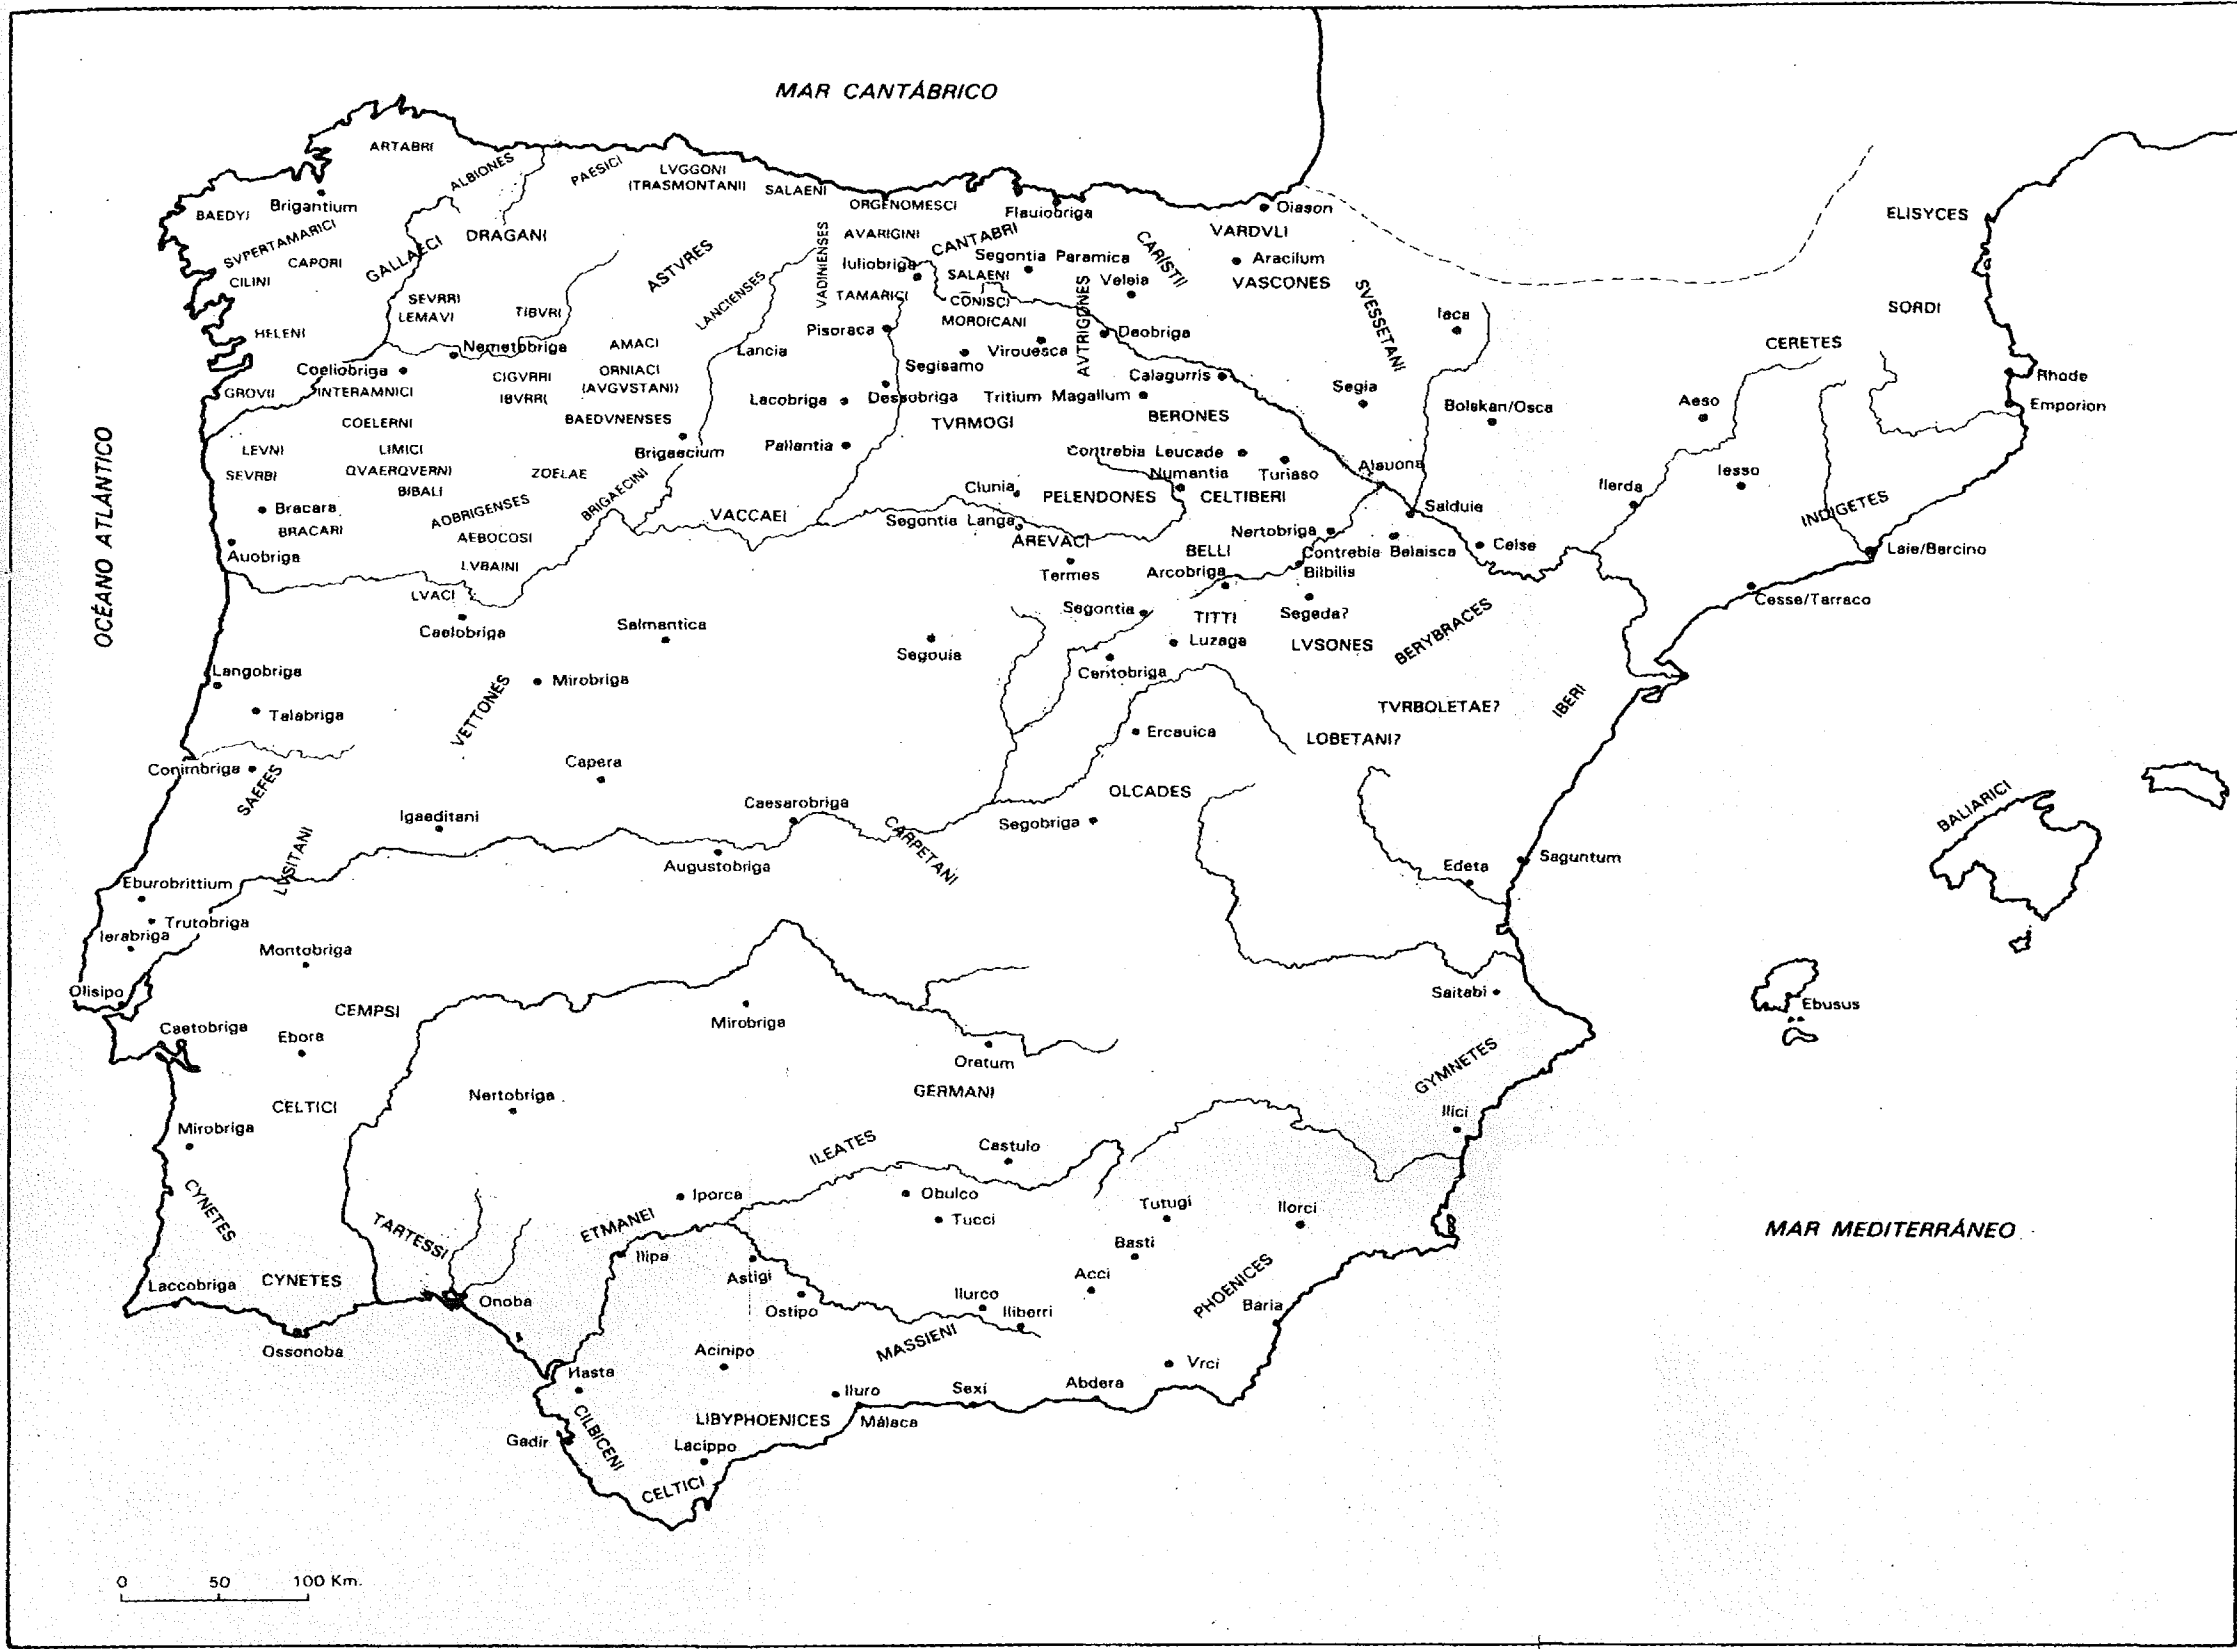 MAR CANTÁBRICO
ARTABRI
ALBIONES
PAESICI
LVGGONI
(TRASMONTANI)
SALAENI
BAEDYI
Brigantium
ORGENOMESCI
Flauiobriga
Oiason
ELISYCES
SVPERTAMARICI
CAPORI
GALLAECI
DRAGANI
ASTVRES
VADINIENSES
AVARIGINI
CANTABRI
CARISTII
VARDVLI
CILINI
LANCIENSES
Iuliobriga
Segontia Paramica
Aracilum
SALAENI
Veleia
VASCONES
SEVRRI
LEMAVI
TIBVRI
TAMARICI
CONISCI
AVTRIGONES
SVESSETANI
Iaca
SORDI
HELENI
Pisoraca
MOROICANI
Deobriga
CERETES
Nemetobriga
AMACI
Lancia
Segisamo
Virouesca
Coeliobriga
CIGVRRI
ORNIACI
(AVGVSTANI)
Calagurris
Segia
Rhode
GROVII
INTERAMNICI
IBVRRI
Lacobriga
Dessobriga
Tritium Magallum
Bolskan/Osca
Aeso
Emporion
COELERNI
BAEDVNENSES
TVRMOGI
BERONES
LEVNI
LIMICI
Brigaecium
Pallantia
Contrebia Leucade
SEVRBI
QVAERQVERNI
ZOELAE
Numantia
Turiaso
Alauona
Iesso
BIBALI
BRIGAECINI
Clunia
PELENDONES
CELTIBERI
Ilerda
Bracara
AOBRIGENSES
VACCAEI
Segontia Langa
Salduie
INDIGETES
BRACARI
AEBOCOSI
AREVACI
Nertobriga
BELLI
Contrebia Belaisca
Celse
Laie/Barcino
Auobriga
LVBAINI
Termes
Arcobriga
Bilbilis
LVACI
Segontia
TITTI
Segeda?
Cesse/Tarraco
Caelobriga
Salmantica
Segouia
Luzaga
LVSONES
BERYBRACES
Langobriga
Centobriga
VETTONES
Mirobriga
Talabriga
TVRBOLETAE?
IBERI
Ercauica
LOBETANI?
Conimbriga
SAEFES
Capera
OLCADES
BALIARICI
Igaeditani
Caesarobriga
CARPETANI
Segobriga
LVSITANI
Augustobriga
Edeta
Saguntum
Eburobrittium
Trutobriga
Ierabriga
Montobriga
Olisipo
CEMPSI
Saitabi
Ebusus
Caetobriga
Ebora
Mirobriga
Oretum
GYMNETES
GERMANI
Nertobriga
CELTICI
Ilici
Mirobriga
ILEATES
Castulo
CYNETES
Iporca
Obulco
Tutugi
Ilorci
TARTESSI
ETMANEI
Tucci
Ilipa
Basti
Astigi
Acci
PHOENICES
Laccobriga
CYNETES
Onoba
Ostipo
Ilurco
Iliberri
Baria
Ossonoba
Acinipo
MASSIENI
Vrci
Hasta
Iluro
Sexi
Abdera
CILBICENI
LIBYPHOENICES
Málaca
Gadir
Lacippo
CELTICI
OCÉANO ATLÁNTICO
MAR MEDITERRÁNEO
0 50 100 Km.